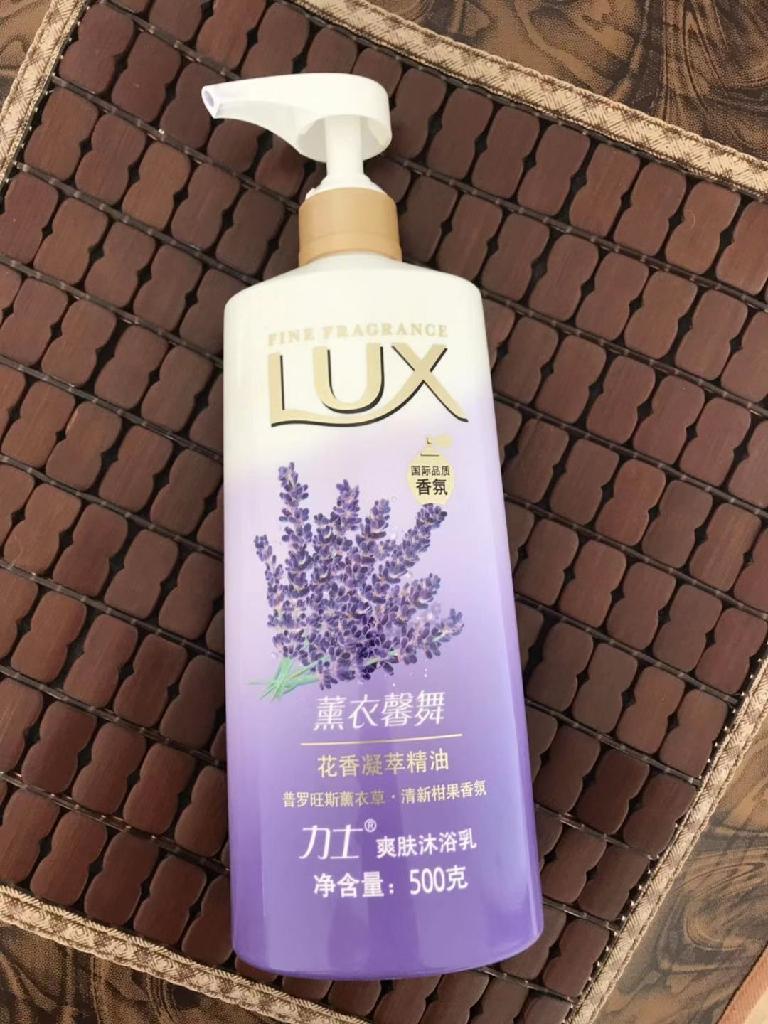 FINE FRAGRANCE
LUX
国际品质
香氛
薰衣馨舞
花香凝萃精油
普罗旺斯薰衣草·清新柑果香氛
力士® 爽肤沐浴乳
净含量：500克